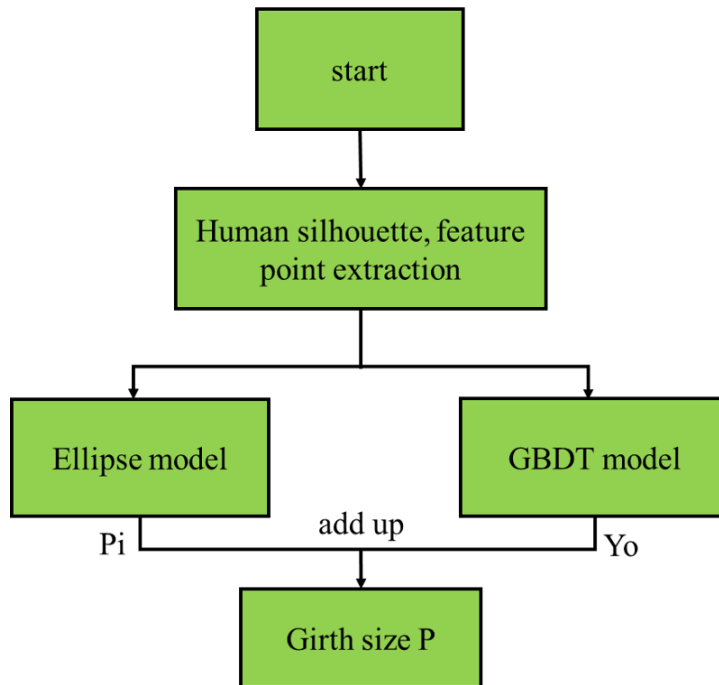 start
Human silhouette, feature
point extraction
Ellipse model
GBDT model
Pi
add up
Yo
Girth size P